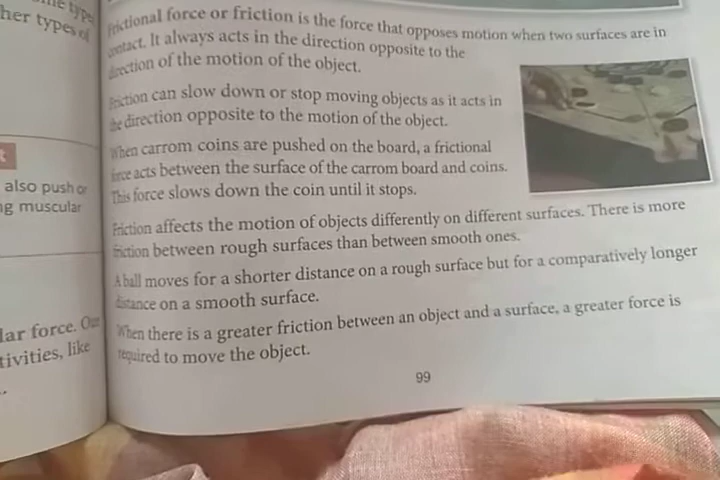 me type
her types of
t
also push or
ng muscular
lar force. Our
tivities, like
Frictional force or friction is the force that opposes motion when two surfaces are in
contact. It always acts in the direction opposite to the
direction of the motion of the object.
Friction can slow down or stop moving objects as it acts in
the direction opposite to the motion of the object.
When carrom coins are pushed on the board, a frictional
force acts between the surface of the carrom board and coins.
This force slows down the coin until it stops.
Friction affects the motion of objects differently on different surfaces. There is more
friction between rough surfaces than between smooth ones.
A ball moves for a shorter distance on a rough surface but for a comparatively longer
distance on a smooth surface.
When there is a greater friction between an object and a surface, a greater force is
required to move the object.
99